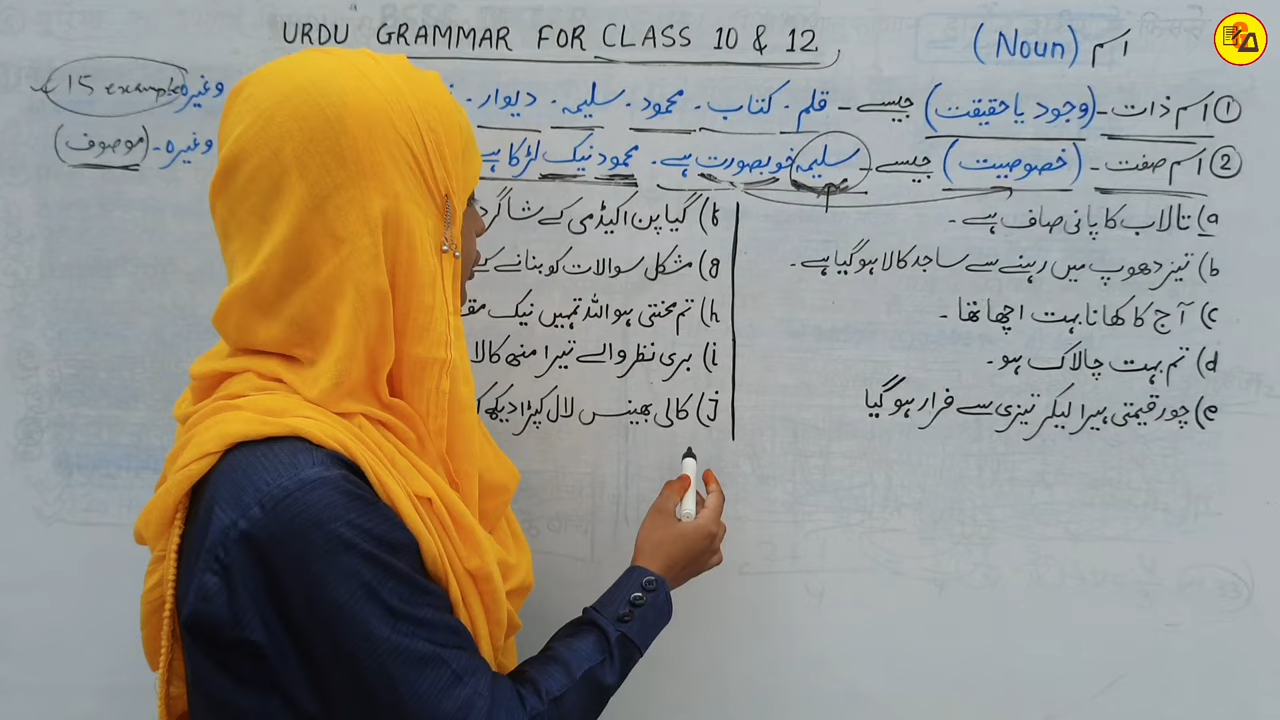 URDU GRAMMAR FOR CLASS 10 & 12
اسم (Noun)
① اسم ذات۔ (وجود یا حقیقت) جیسے۔ قلم۔ کتاب۔ محمود۔ سلیمہ۔ دیوار۔ وغیرہ
15 example
② اسم صفت۔ (خصوصیت) جیسے۔ سلیمہ خوبصورت ہے۔ محمود نیک لڑکا ہے وغیرہ۔ (موصوف)
a) تالاب کا پانی صاف ہے۔
b) تیز دھوپ میں رہنے سے ساجد کالا ہو گیا ہے۔
c) آج کا کھانا بہت اچھا تھا۔
d) تم بہت چالاک ہو۔
e) چور قیمتی ہیرا لیکر تیزی سے فرار ہو گیا
f) گیا پن اکیڈمی کے شاگرد
g) مشکل سوالات کو بنانے کے
h) تم محنتی ہو اللہ تمہیں نیک
i) بری نظر والے تیرا منھ کالا
j) کالی بھینس لال کپڑا دیکھ